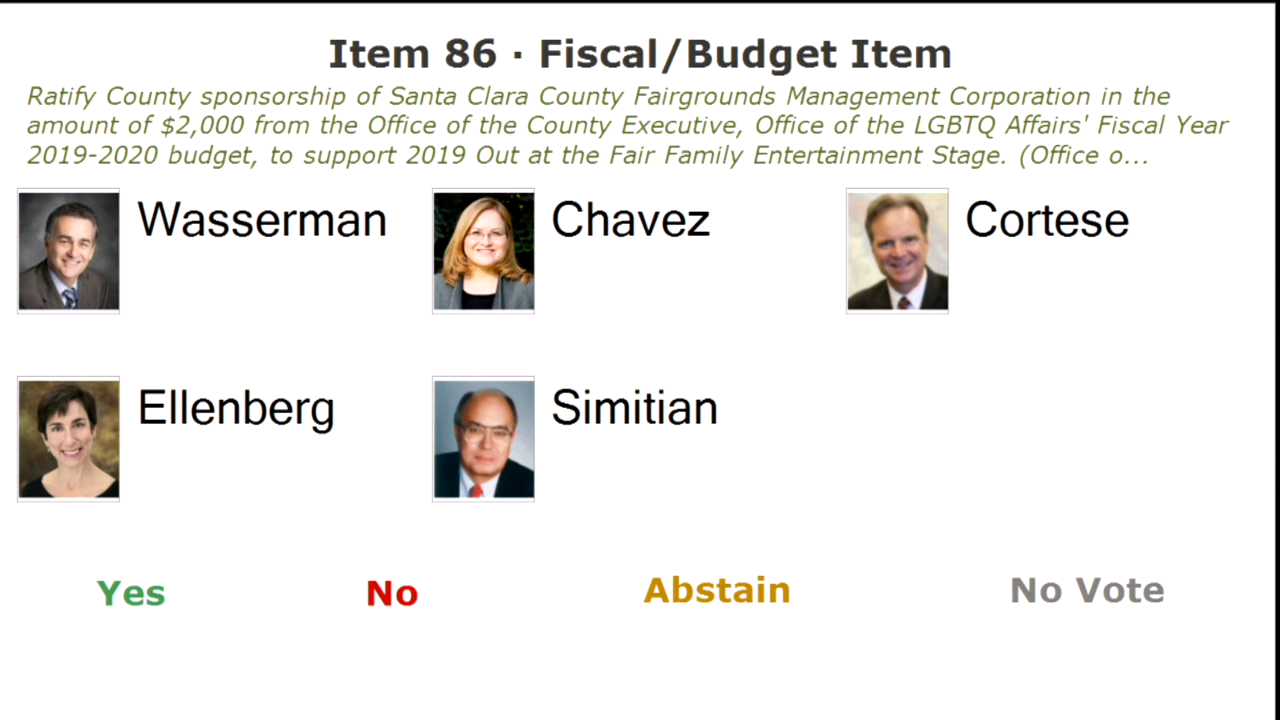 Item 86 · Fiscal/Budget Item
Ratify County sponsorship of Santa Clara County Fairgrounds Management Corporation in the
amount of $2,000 from the Office of the County Executive, Office of the LGBTQ Affairs' Fiscal Year
2019-2020 budget, to support 2019 Out at the Fair Family Entertainment Stage. (Office o...
Wasserman Chavez Cortese
Ellenberg Simitian
Yes No Abstain No Vote